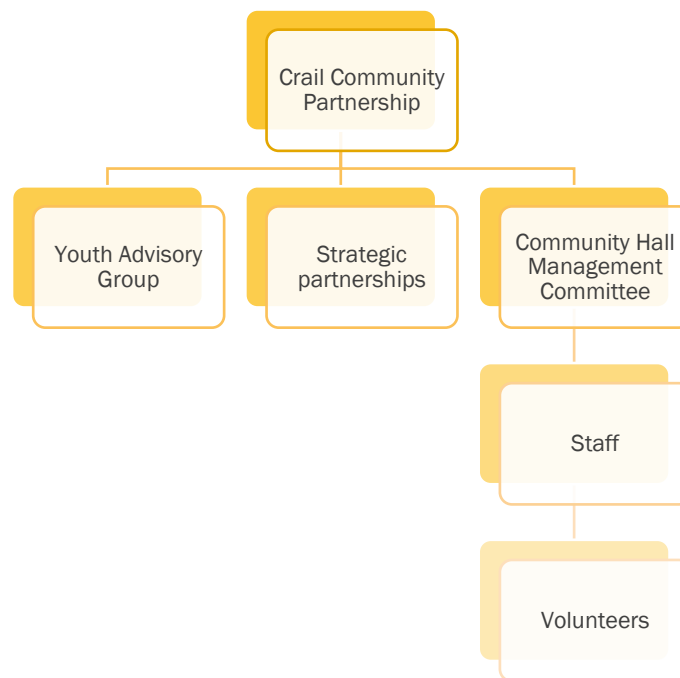 Crail Community
Partnership
Youth Advisory
Group
Strategic
partnerships
Community Hall
Management
Committee
Staff
Volunteers